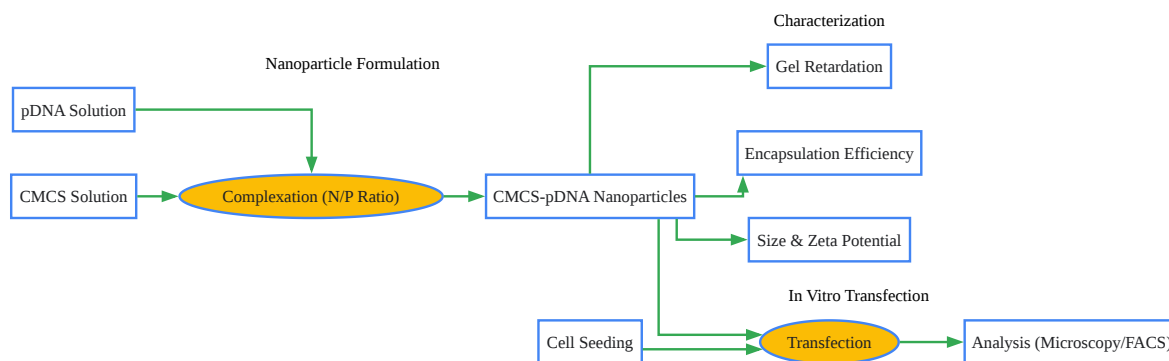 Characterization
Nanoparticle Formulation
Gel Retardation
pDNA Solution
Encapsulation Efficiency
CMCS Solution
Complexation (N/P Ratio)
CMCS-pDNA Nanoparticles
Size & Zeta Potential
In Vitro Transfection
Cell Seeding
Transfection
Analysis (Microscopy/FACS)